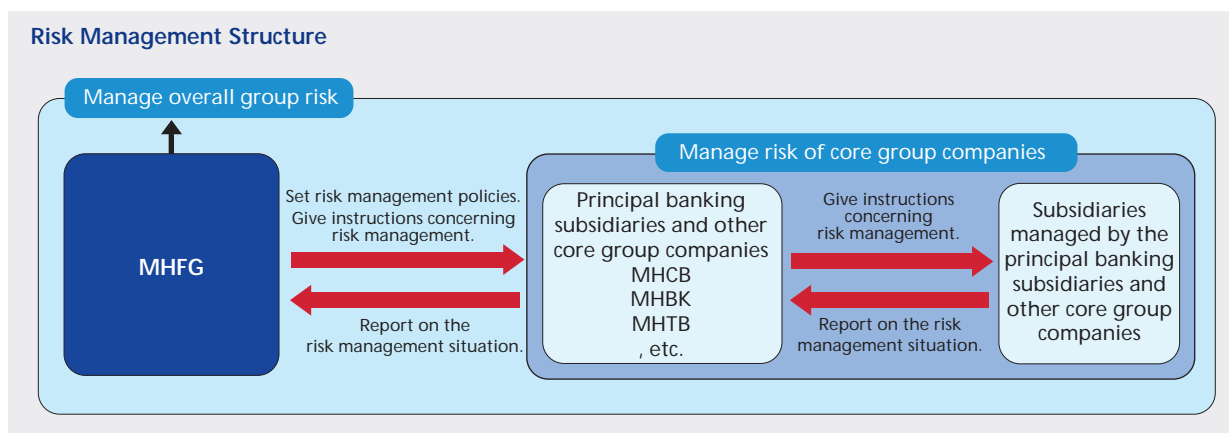 Risk Management Structure
Manage overall group risk
MHFG
Set risk management policies.
Give instructions concerning
risk management.
Report on the
risk management situation.
Manage risk of core group companies
Principal banking
subsidiaries and other
core group companies
MHCB
MHBK
MHTB
, etc.
Give instructions
concerning
risk management.
Report on the risk
management situation.
Subsidiaries
managed by the
principal banking
subsidiaries and
other core group
companies